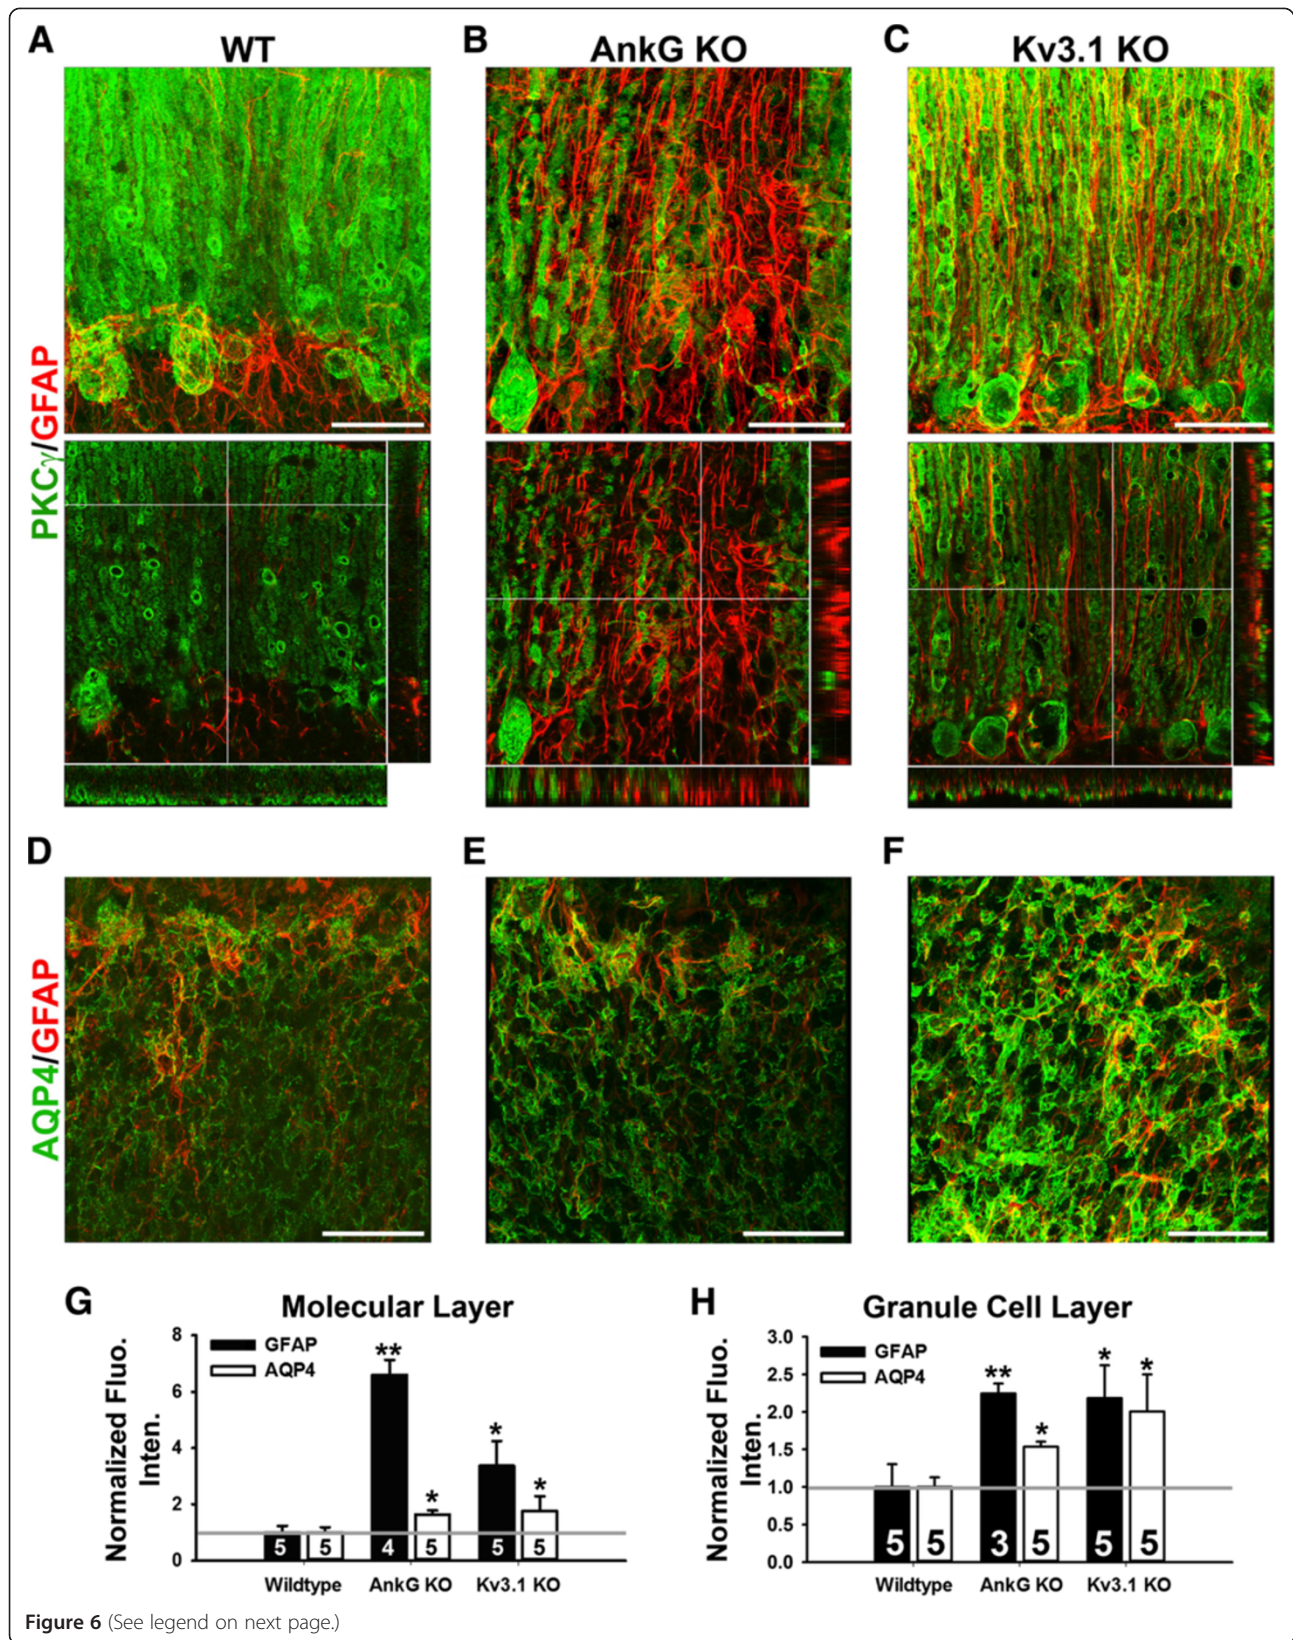 A WT
B AnkG KO
C Kv3.1 KO
PKCγ/GFAP
D
E
F
AQP4/GFAP
G Molecular Layer
Normalized Fluo.
Inten.
8
6
4
2
0
GFAP
AQP4
**
*
*
*
5
5
4
5
5
5
Wildtype
AnkG KO
Kv3.1 KO
H Granule Cell Layer
Normalized Fluo.
Inten.
3.0
2.5
2.0
1.5
1.0
0.5
0.0
GFAP
AQP4
**
*
*
*
5
5
3
5
5
5
Wildtype
AnkG KO
Kv3.1 KO
Figure 6 (See legend on next page.)